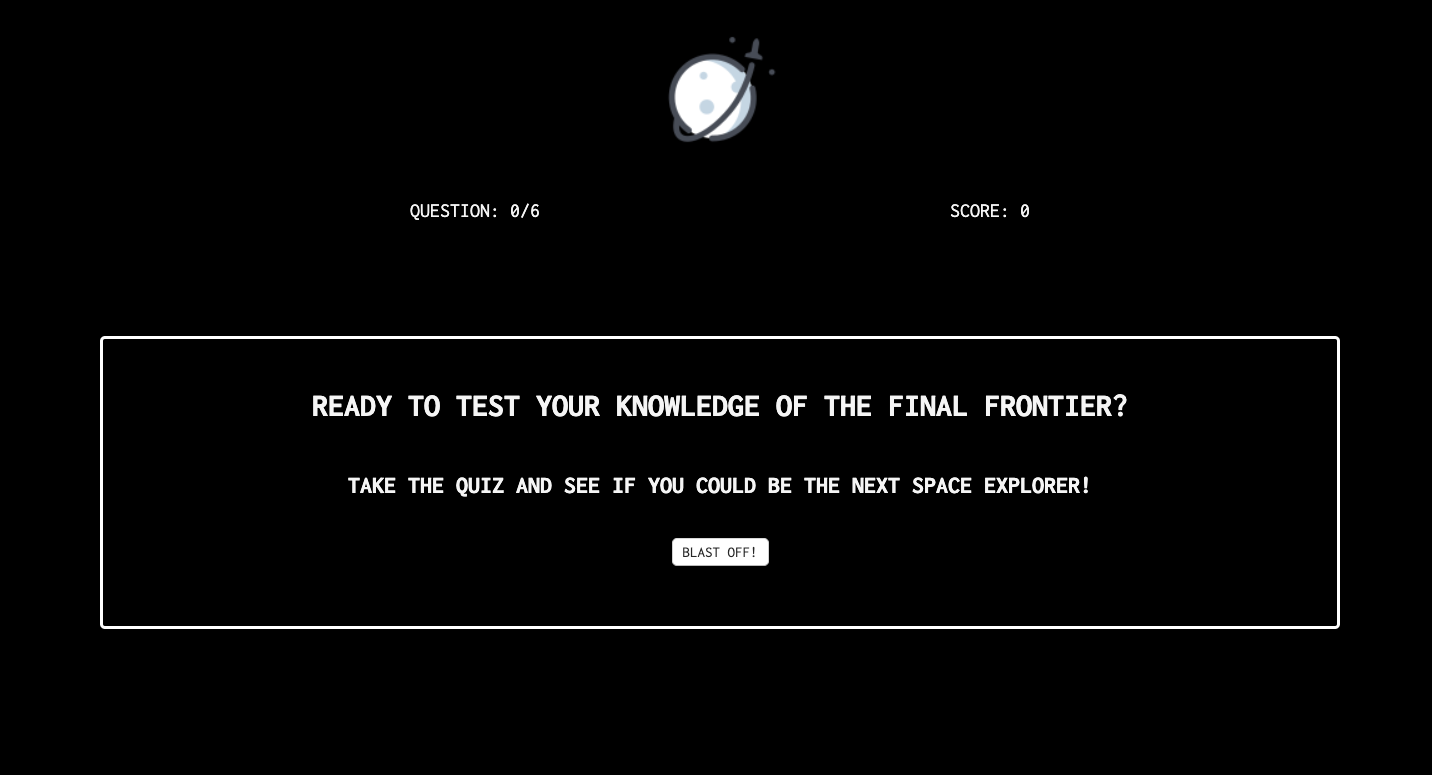 QUESTION: 0/6
SCORE: 0
READY TO TEST YOUR KNOWLEDGE OF THE FINAL FRONTIER?
TAKE THE QUIZ AND SEE IF YOU COULD BE THE NEXT SPACE EXPLORER!
BLAST OFF!